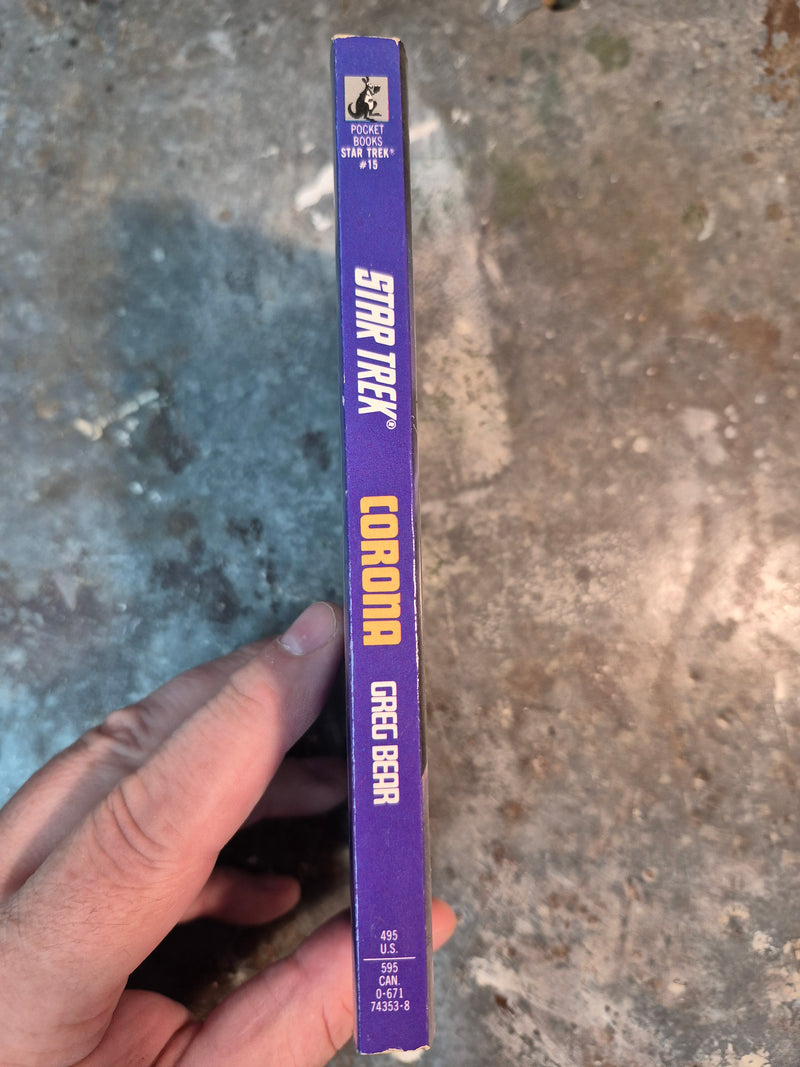 POCKET
BOOKS
STAR TREK®
#15
STAR TREK®
CORONA
GREG BEAR
495
U.S.
595
CAN.
0-671
74353-8